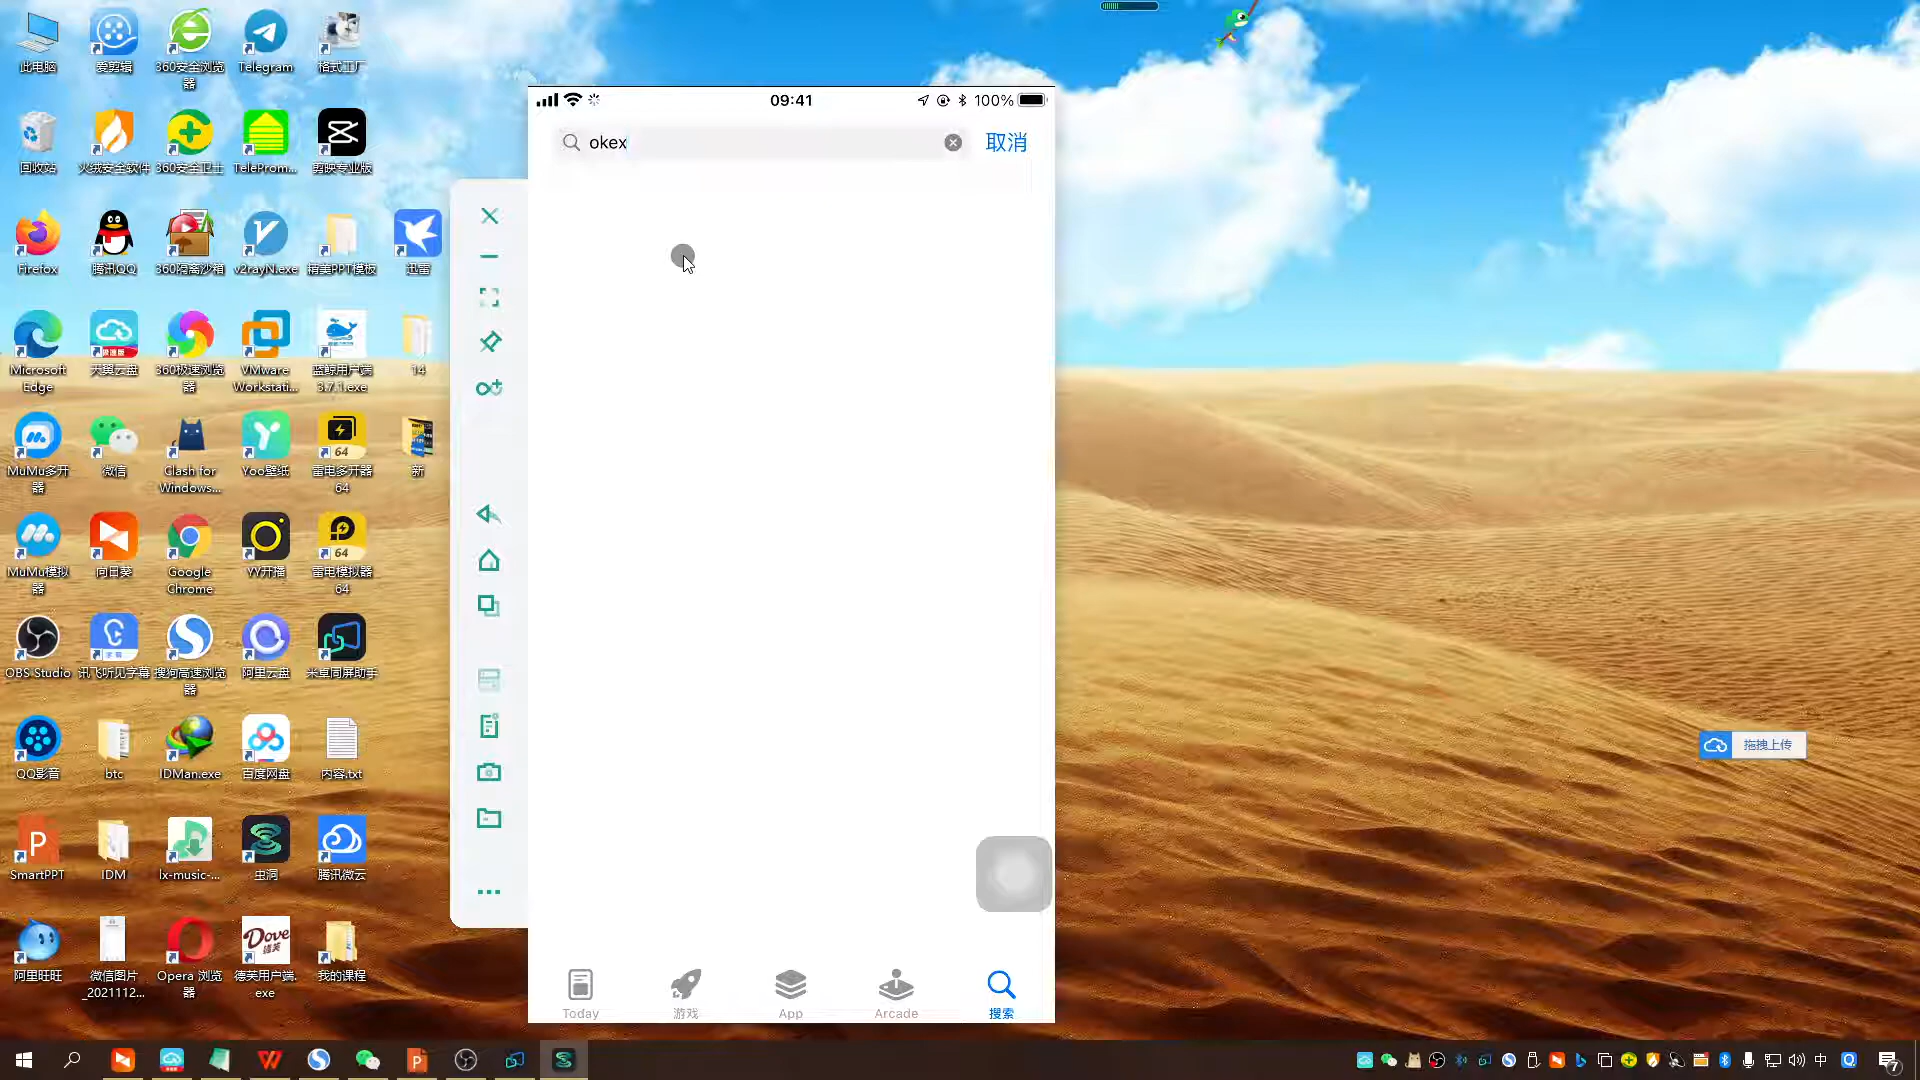 此电脑
爱剪辑
360安全浏览器
Telegram
格式工厂
回收站
火绒安全软件
360安全卫士
TeleProm...
剪映专业版
Firefox
腾讯QQ
360隔离沙箱
v2rayN.exe
精美PPT模板
迅雷
Microsoft Edge
天翼云盘
极速版
360极速浏览器
VMware Workstati...
蓝鲸用户端3.7.1.exe
14
MuMu多开器
微信
Clash for Windows...
Yoo壁纸
雷电多开器64
64
新
MuMu模拟器
向日葵
Google Chrome
YY开播
雷电模拟器64
64
OBS Studio
讯飞听见字幕
搜狗高速浏览器
阿里云盘
米卓同屏助手
QQ影音
btc
IDMan.exe
百度网盘
内容.txt
SmartPPT
IDM
lx-music-...
虫洞
腾讯微云
阿里旺旺
微信图片_2021112...
Opera 浏览器
Dove
德芙
德芙用户端.exe
我的课程
09:41
100%
okex
取消
Today
游戏
App
Arcade
搜索
拖拽上传
中
7